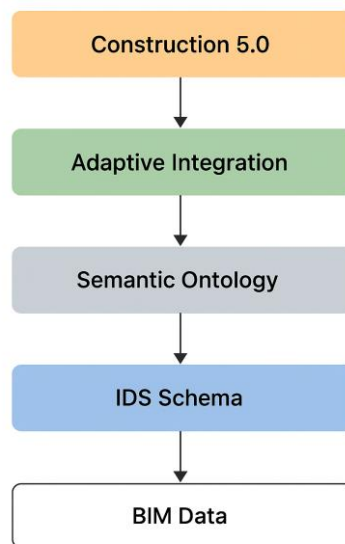 Construction 5.0
Adaptive Integration
Semantic Ontology
IDS Schema
BIM Data